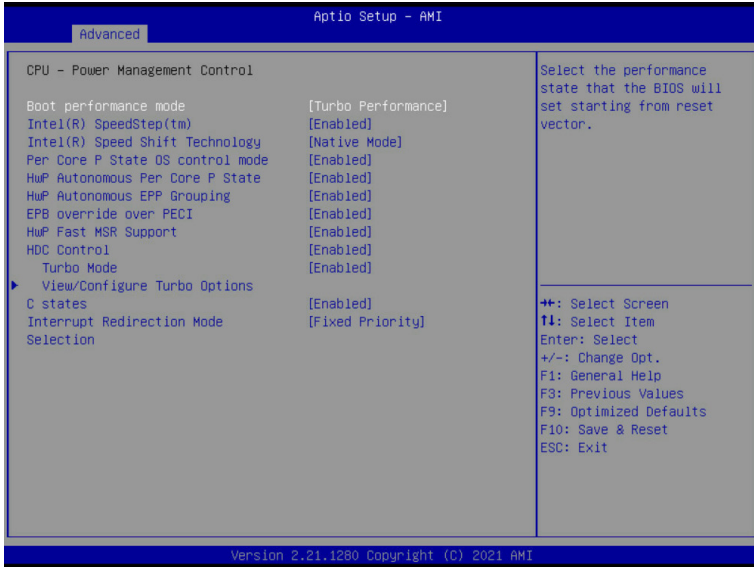 Aptio Setup - AMI
Advanced
CPU - Power Management Control
Boot performance mode [Turbo Performance]
Intel(R) SpeedStep(tm) [Enabled]
Intel(R) Speed Shift Technology [Native Mode]
Per Core P State OS control mode [Enabled]
HwP Autonomous Per Core P State [Enabled]
HwP Autonomous EPP Grouping [Enabled]
EPB override over PECI [Enabled]
HwP Fast MSR Support [Enabled]
HDC Control [Enabled]
Turbo Mode [Enabled]
View/Configure Turbo Options
C states [Enabled]
Interrupt Redirection Mode [Fixed Priority]
Selection
Select the performance
state that the BIOS will
set starting from reset
vector.
→←: Select Screen
↑↓: Select Item
Enter: Select
+/-: Change Opt.
F1: General Help
F3: Previous Values
F9: Optimized Defaults
F10: Save & Reset
ESC: Exit
Version 2.21.1280 Copyright (C) 2021 AMI